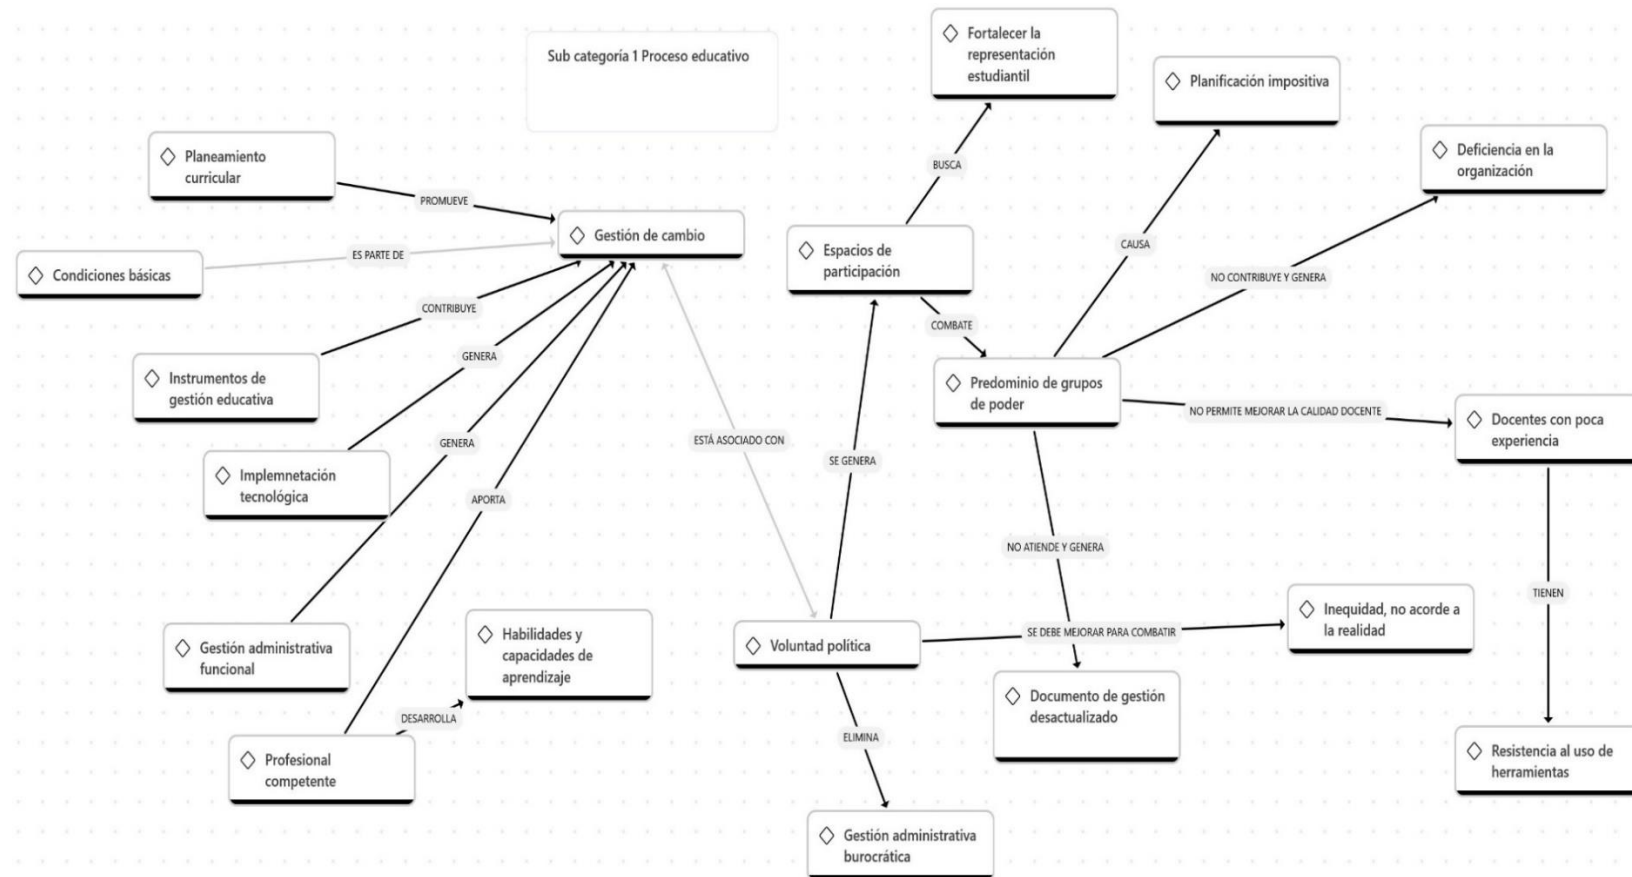 Sub categoría 1 Proceso educativo
Fortalecer la
representación
estudiantil
Planificación impositiva
Deficiencia en la
organización
Planeamiento
curricular
PROMUEVE
BUSCA
Gestión de cambio
ES PARTE DE
Condiciones básicas
Espacios de
participación
CAUSA
NO CONTRIBUYE Y GENERA
CONTRIBUYE
COMBATE
GENERA
Instrumentos de
gestión educativa
Predominio de grupos
de poder
NO PERMITE MEJORAR LA CALIDAD DOCENTE
Docentes con poca
experiencia
GENERA
ESTÁ ASOCIADO CON
SE GENERA
Implemnetación
tecnológica
APORTA
NO ATIENDE Y GENERA
TIENEN
Gestión administrativa
funcional
Habilidades y
capacidades de
aprendizaje
Voluntad política
SE DEBE MEJORAR PARA COMBATIR
Inequidad, no acorde a
la realidad
DESARROLLA
Documento de gestión
desactualizado
ELIMINA
Profesional
competente
Resistencia al uso de
herramientas
Gestión administrativa
burocrática